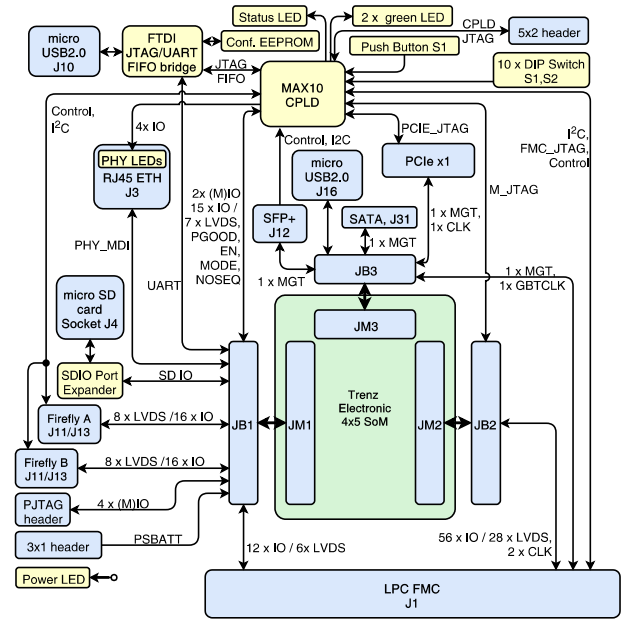 micro
USB2.0
J10
FTDI
JTAG/UART
FIFO bridge
Status LED
Conf. EEPROM
2 x green LED
CPLD
JTAG
5x2 header
Push Button S1
10 x DIP Switch
S1,S2
JTAG
FIFO
MAX10
CPLD
Control,
I2C
4x IO
PHY LEDs
RJ45 ETH
J3
PHY_MDI
2x (M)IO
15 x IO /
7 x LVDS,
PGOOD,
EN,
MODE,
NOSEQ
Control, I2C
micro
USB2.0
J16
SFP+
J12
SATA, J31
PCIE_JTAG
PCIe x1
M_JTAG
I2C,
FMC_JTAG,
Control
1 x MGT
1 x MGT,
1x CLK
1 x MGT
JB3
1 x MGT,
1x GBTCLK
UART
micro SD
card
Socket J4
SDIO Port
Expander
SD IO
JM3
Trenz
Electronic
4x5 SoM
JB1
JM1
JM2
JB2
Firefly A
J11/J13
8 x LVDS /16 x IO
Firefly B
J11/J13
8 x LVDS /16 x IO
PJTAG
header
4 x (M)IO
3x1 header
PSBATT
Power LED
12 x IO / 6x LVDS
56 x IO / 28 x LVDS,
2 x CLK
LPC FMC
J1